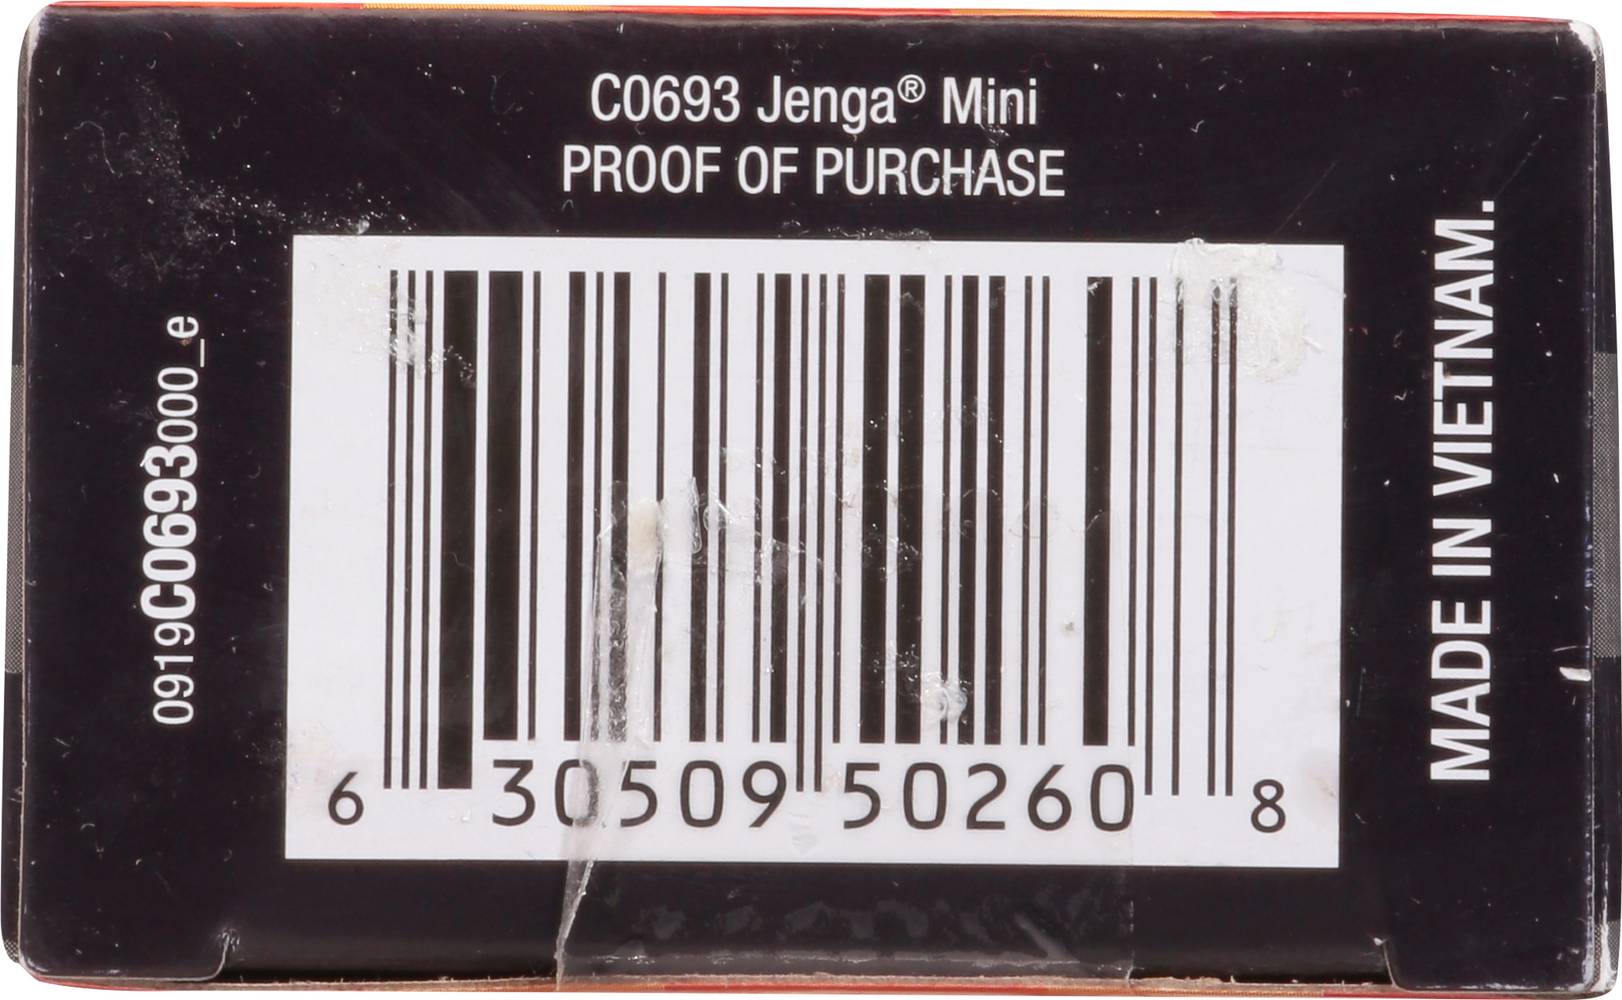 C0693 Jenga® Mini
PROOF OF PURCHASE
0919C0693000_e
MADE IN VIETNAM.
6 30509 50260 8